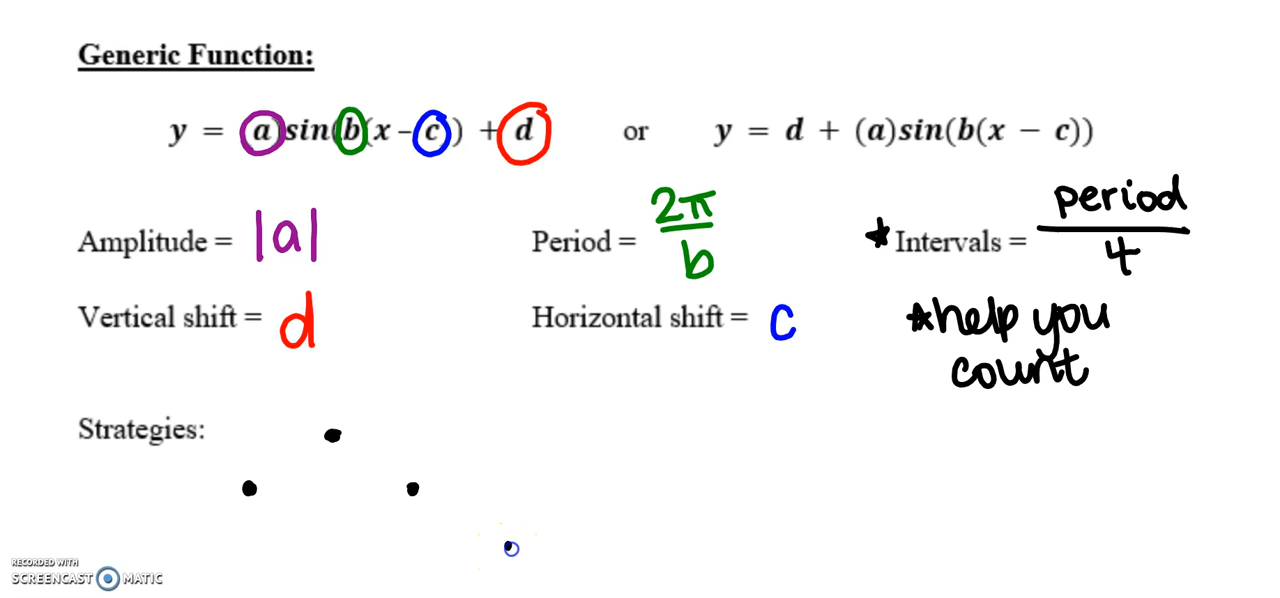 Generic Function:
y = (a)sin(b(x - c)) + d or y = d + (a)sin(b(x - c))
Amplitude = |a| Period = 2π/b *Intervals = period/4
Vertical shift = d Horizontal shift = c *help you count
Strategies:
RECORDED WITH
SCREENCAST MATIC